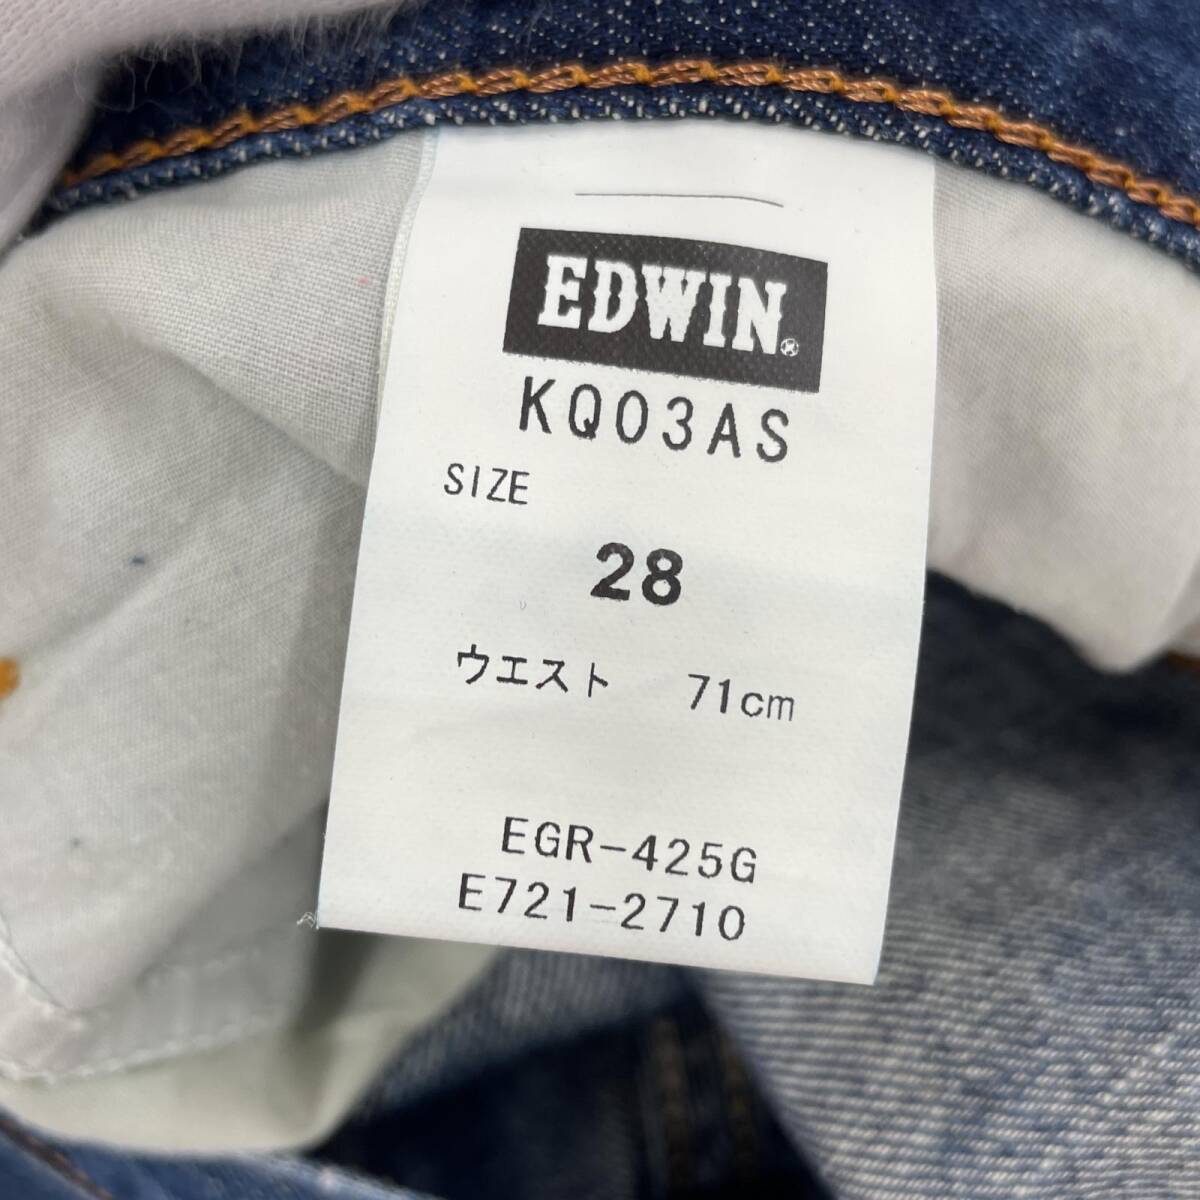 EDWIN
KQ03AS
SIZE
28
ウエスト 71cm
EGR-425G
E721-2710